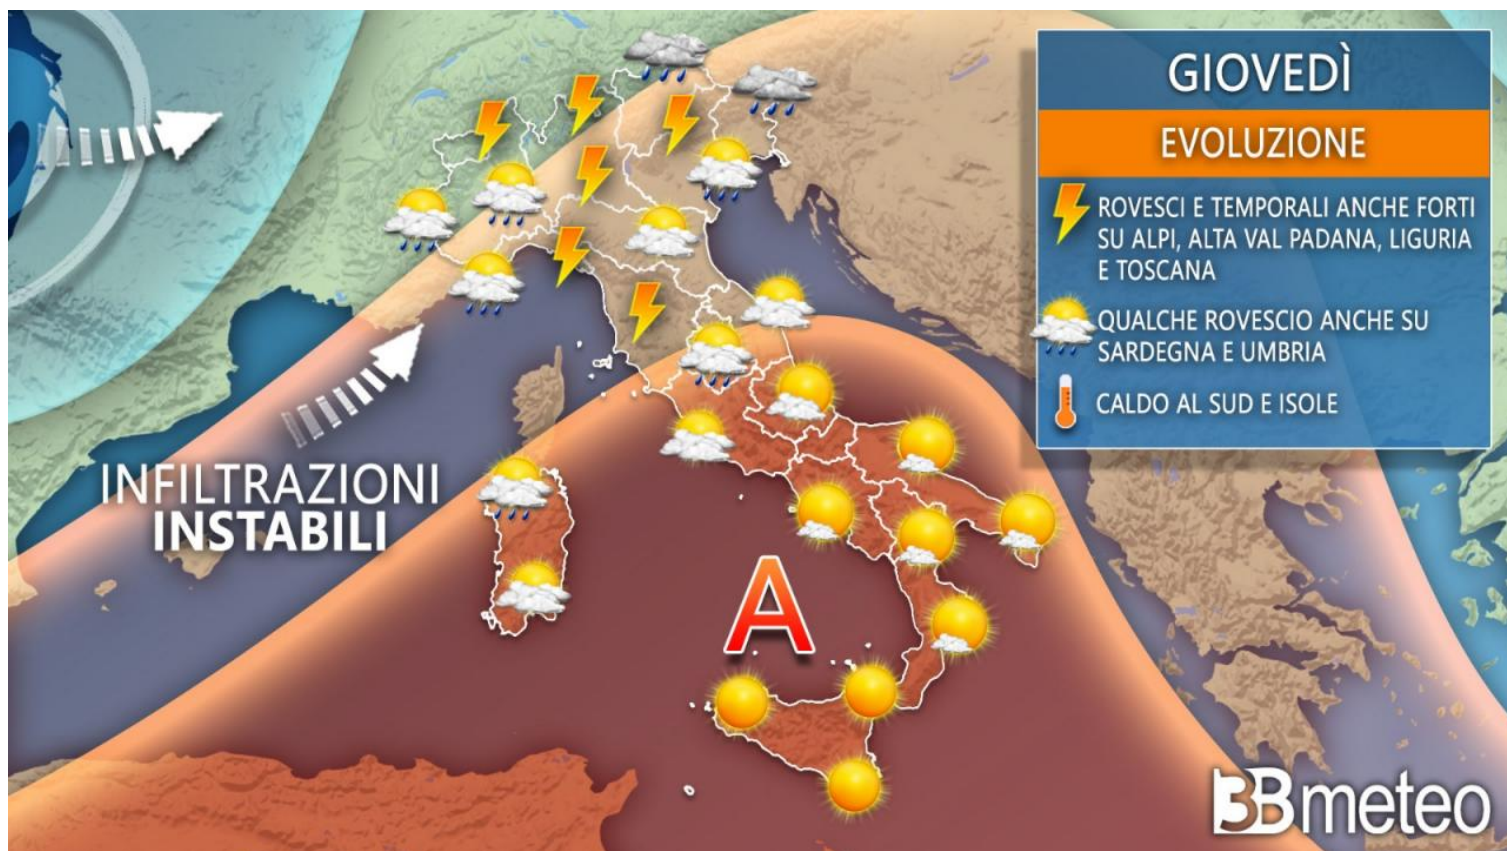 GIOVEDÌ
EVOLUZIONE
ROVESCI E TEMPORALI ANCHE FORTI
SU ALPI, ALTA VAL PADANA, LIGURIA
E TOSCANA
QUALCHE ROVESCIO ANCHE SU
SARDEGNA E UMBRIA
CALDO AL SUD E ISOLE
INFILTRAZIONI
INSTABILI
A
3Bmeteo